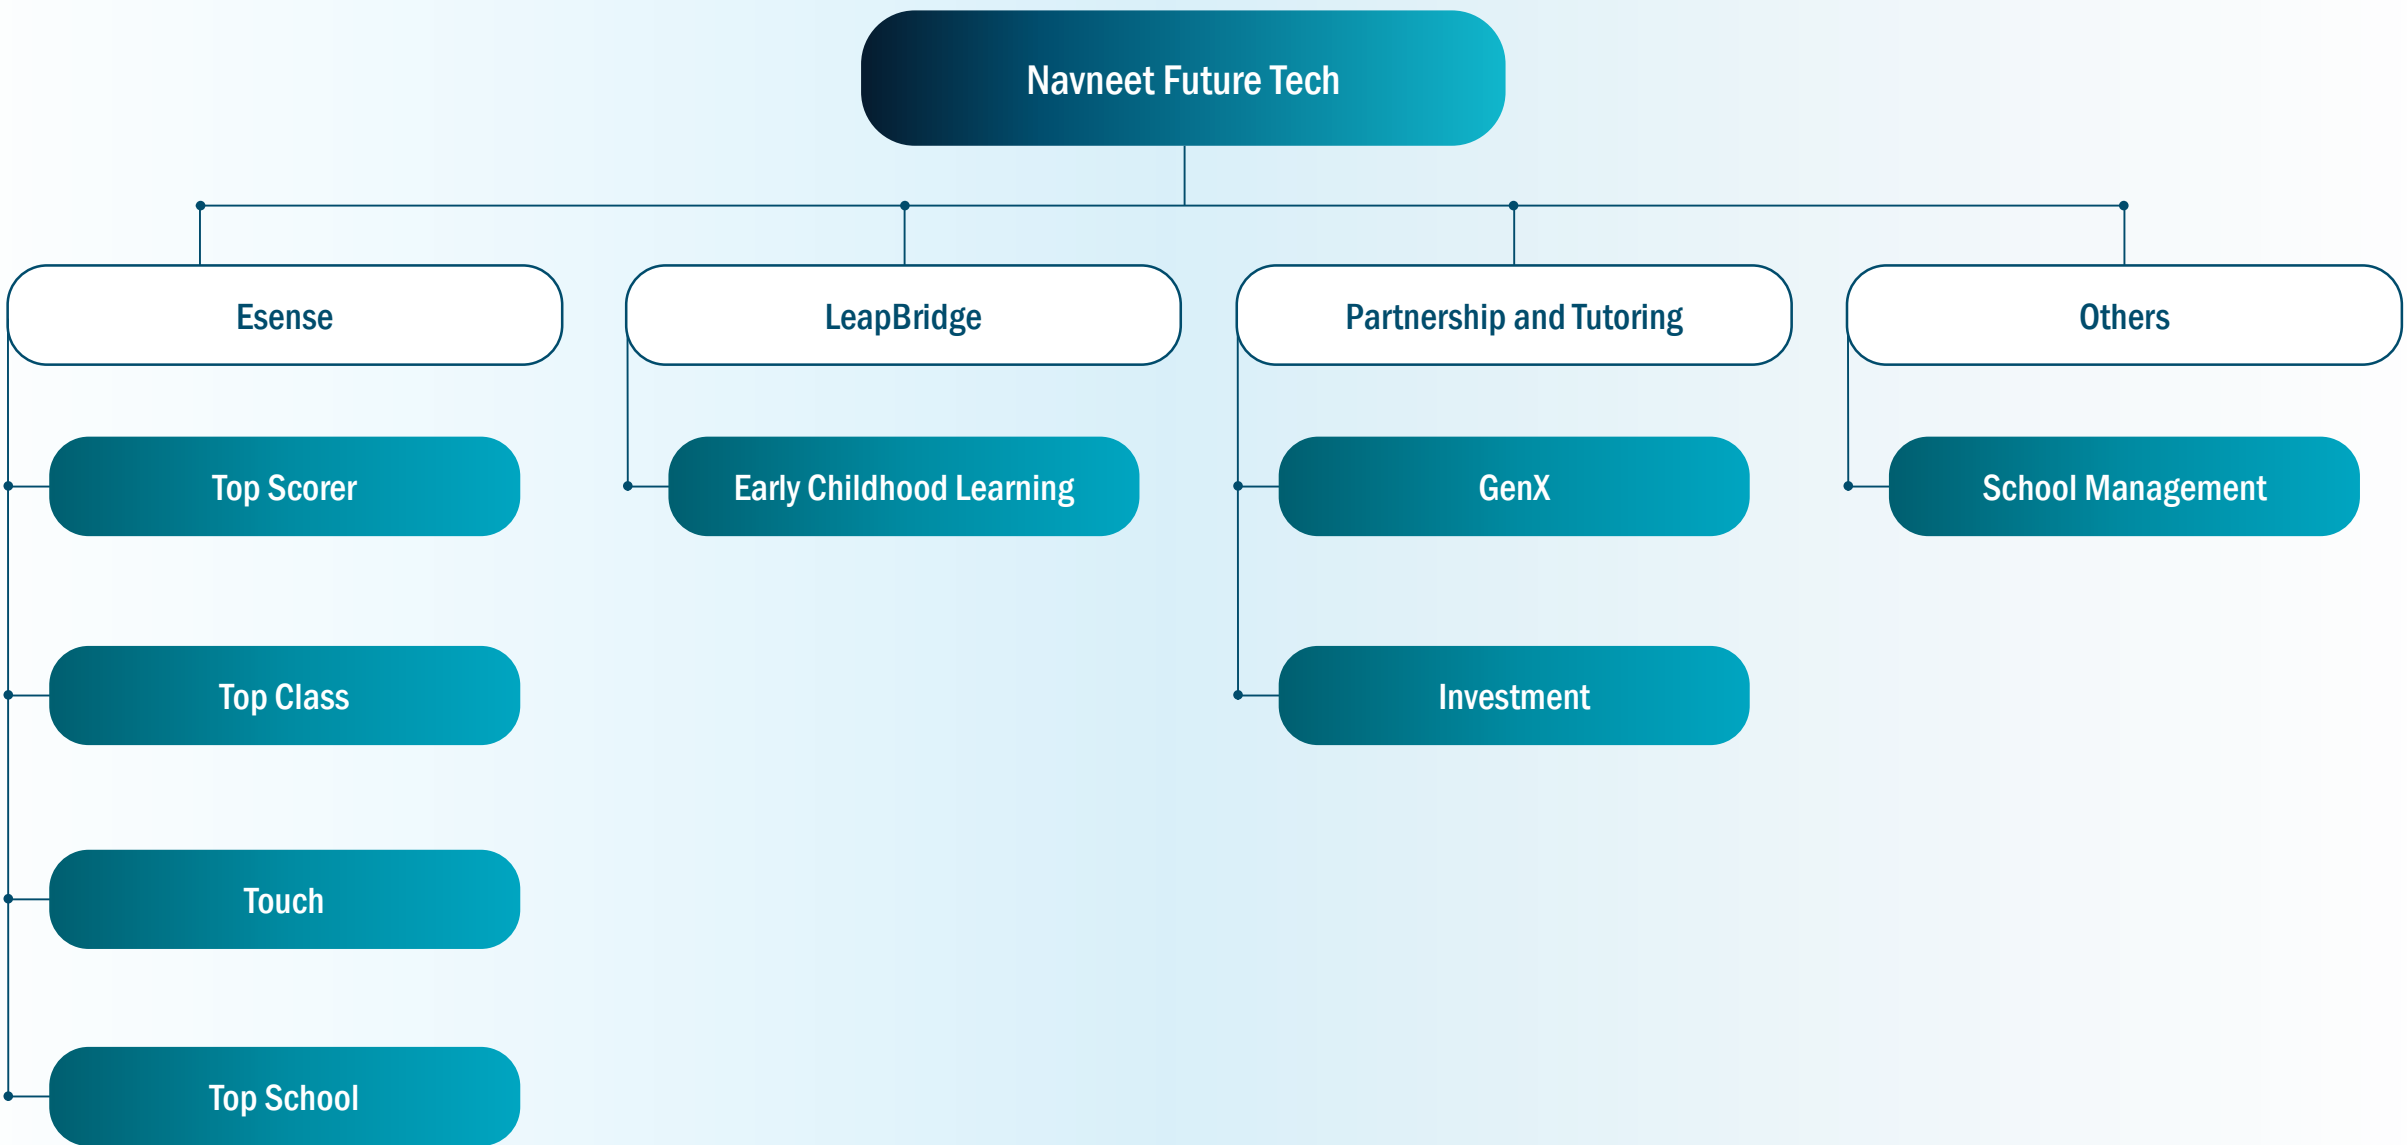 Navneet Future Tech
Esense
LeapBridge
Partnership and Tutoring
Others
Top Scorer
Early Childhood Learning
GenX
School Management
Top Class
Investment
Touch
Top School